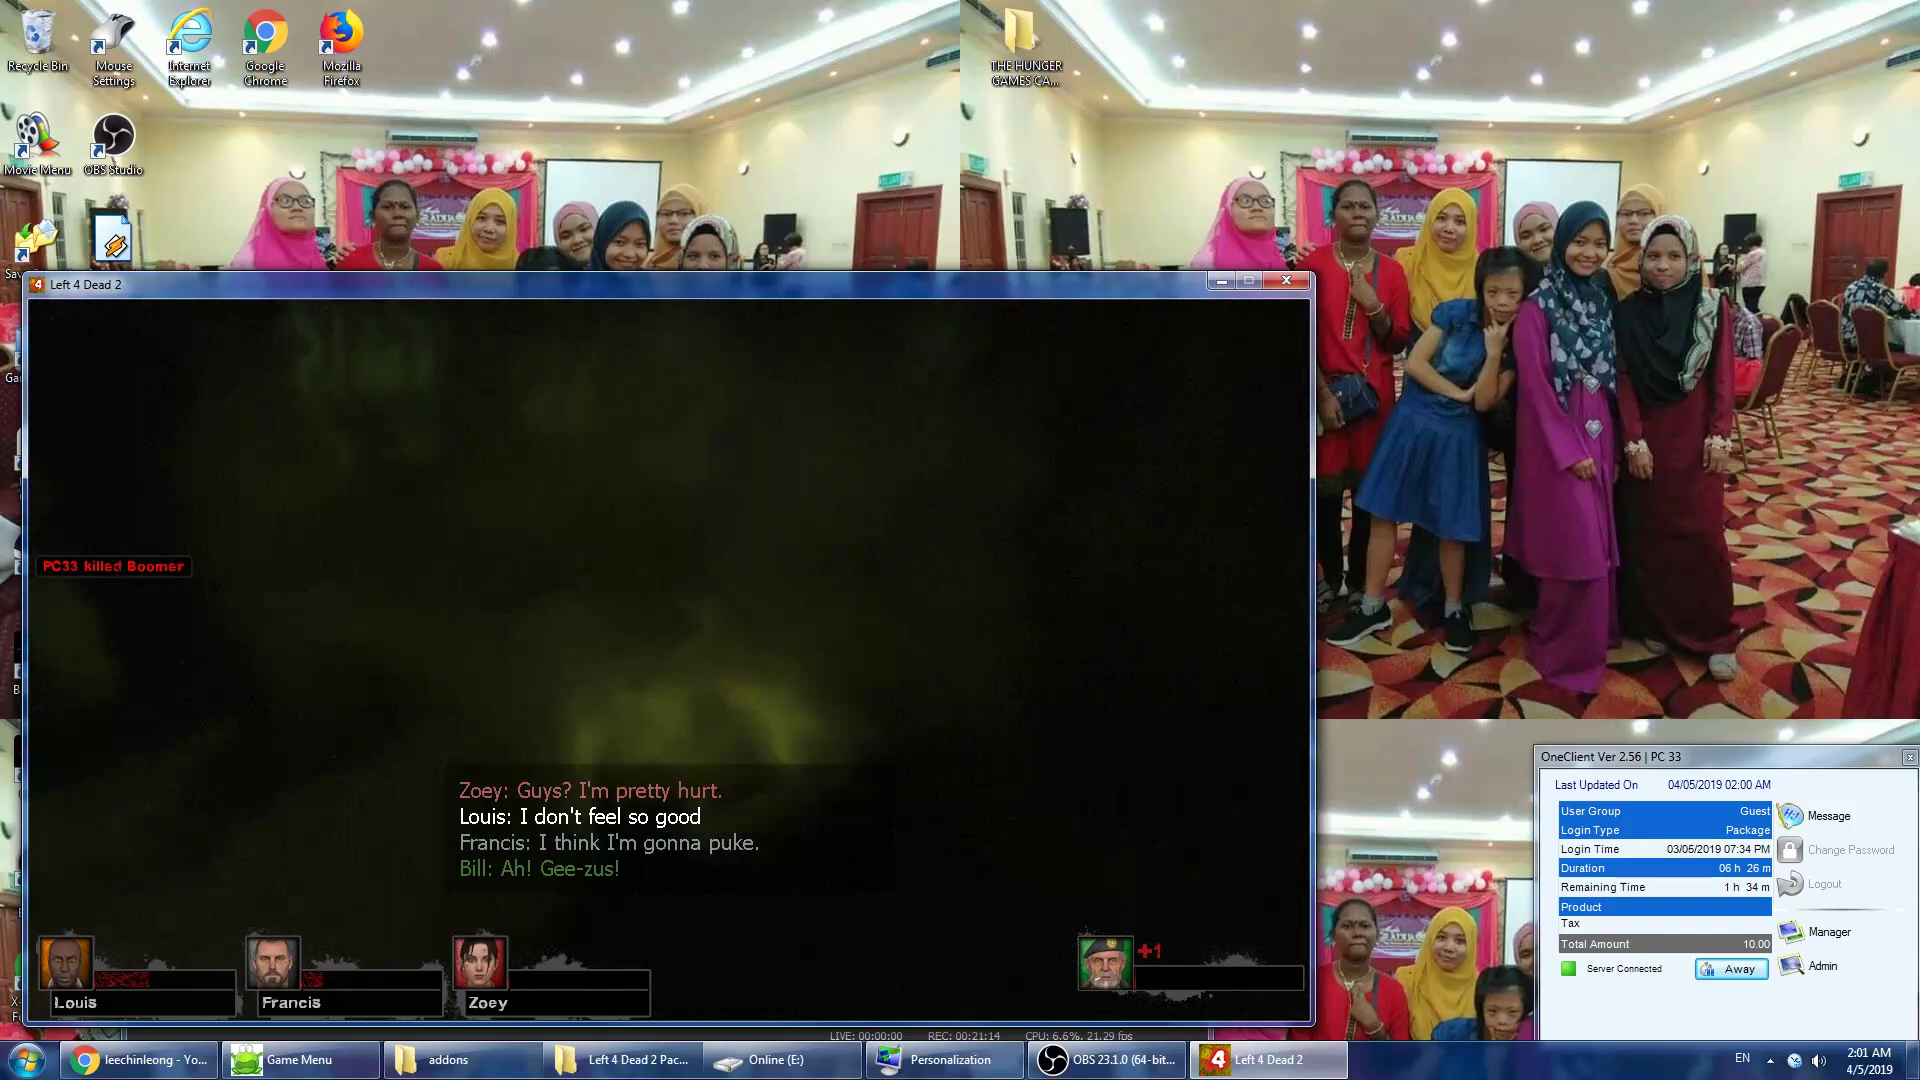 Recycle Bin
Mouse Settings
Internet Explorer
Google Chrome
Mozilla Firefox
THE HUNGER GAMES CA...
Movie Menu
OBS Studio
KELUAR
KELUAR
Left 4 Dead 2
PC33 killed Boomer
Zoey: Guys? I'm pretty hurt.
Louis: I don't feel so good
Francis: I think I'm gonna puke.
Bill: Ah! Gee-zus!
+1
Louis
Francis
Zoey
OneClient Ver 2.56 | PC 33
Last Updated On 04/05/2019 02:00 AM
User Group Guest
Login Type Package
Login Time 03/05/2019 07:34 PM
Duration 06 h 26 m
Remaining Time 1 h 34 m
Product
Tax
Total Amount 10.00
Server Connected
Away
Message
Change Password
Logout
Manager
Admin
LIVE: 00:00:00 REC: 00:21:14 CPU: 6.6%, 21.29 fps
leechinleong - Yo...
Game Menu
addons
Left 4 Dead 2 Pac...
Online (E:)
Personalization
OBS 23.1.0 (64-bit...
Left 4 Dead 2
EN
2:01 AM
4/5/2019